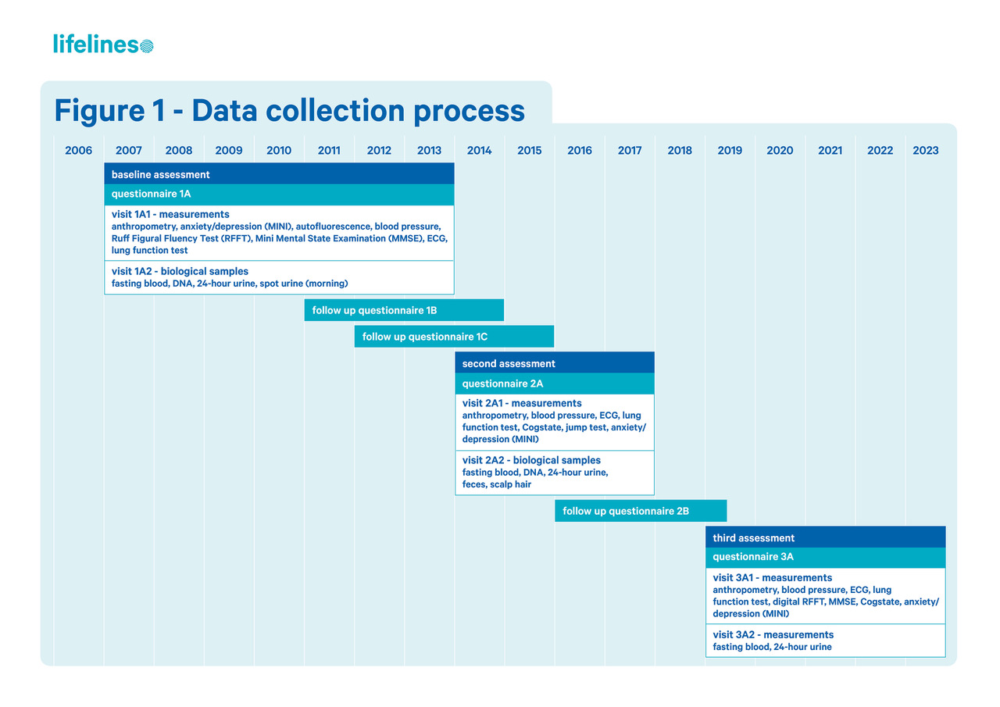 lifelines
Figure 1 - Data collection process
2006 2007 2008 2009 2010 2011 2012 2013 2014 2015 2016 2017 2018 2019 2020 2021 2022 2023
baseline assessment
questionnaire 1A
visit 1A1 - measurements
anthropometry, anxiety/depression (MINI), autofluorescence, blood pressure,
Ruff Figural Fluency Test (RFFT), Mini Mental State Examination (MMSE), ECG,
lung function test
visit 1A2 - biological samples
fasting blood, DNA, 24-hour urine, spot urine (morning)
follow up questionnaire 1B
follow up questionnaire 1C
second assessment
questionnaire 2A
visit 2A1 - measurements
anthropometry, blood pressure, ECG, lung
function test, Cogstate, jump test, anxiety/
depression (MINI)
visit 2A2 - biological samples
fasting blood, DNA, 24-hour urine,
feces, scalp hair
follow up questionnaire 2B
third assessment
questionnaire 3A
visit 3A1 - measurements
anthropometry, blood pressure, ECG, lung
function test, digital RFFT, MMSE, Cogstate, anxiety/
depression (MINI)
visit 3A2 - measurements
fasting blood, 24-hour urine